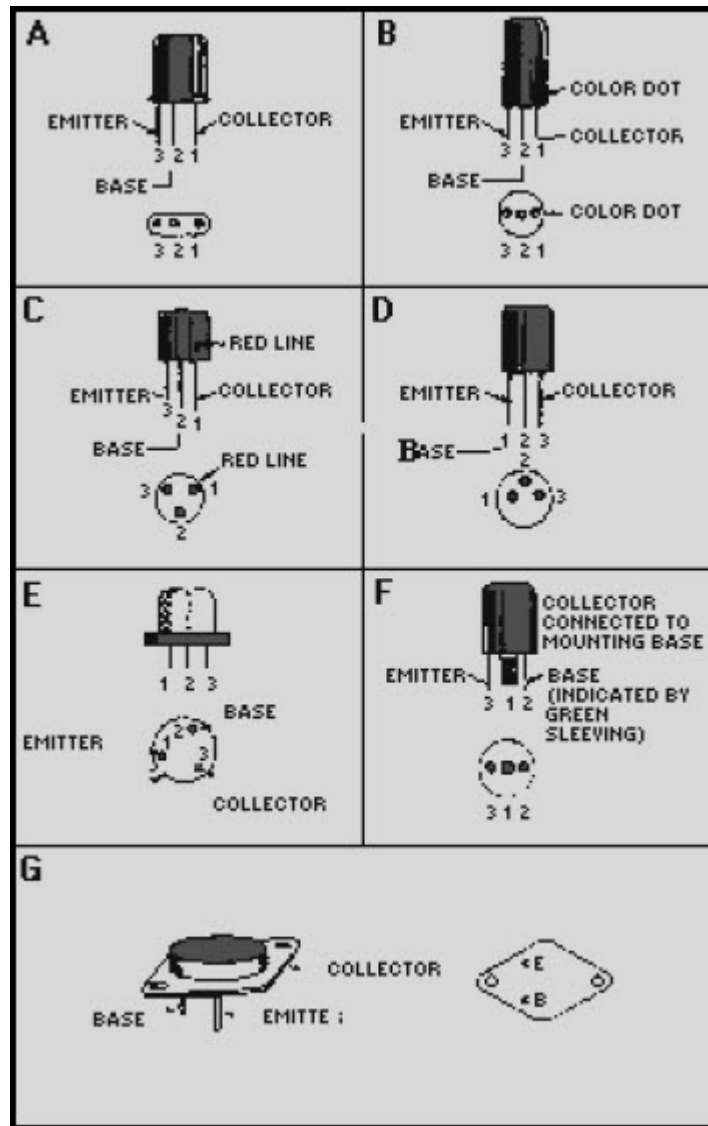 A
EMITTER
COLLECTOR
3 2 1
BASE
3 2 1
B
COLOR DOT
EMITTER
COLLECTOR
3 2 1
BASE
COLOR DOT
3 2 1
C
RED LINE
EMITTER
COLLECTOR
3 2 1
BASE
RED LINE
3 1
2
D
EMITTER
COLLECTOR
BASE
1 2 3
2
1 3
E
1 2 3
BASE
EMITTER
2
1
3
COLLECTOR
F
COLLECTOR
CONNECTED TO
MOUNTING BASE
EMITTER
BASE
3 1 2
(INDICATED BY
GREEN
SLEEVING)
3 1 2
G
COLLECTOR
BASE
EMITTE :
E
B